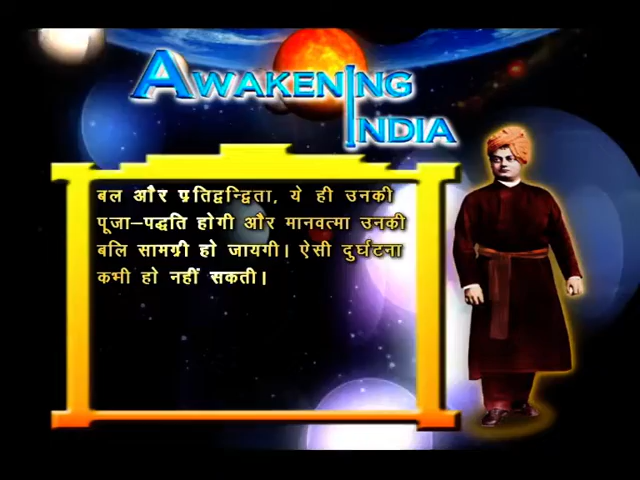 AWAKENING
INDIA
बल और प्रतिद्वन्द्विता, ये ही उनकी
पूजा–पद्धति होगी और मानवत्मा उनकी
बलि सामग्री हो जायगी। ऐसी दुर्घटना
कभी हो नहीं सकती।